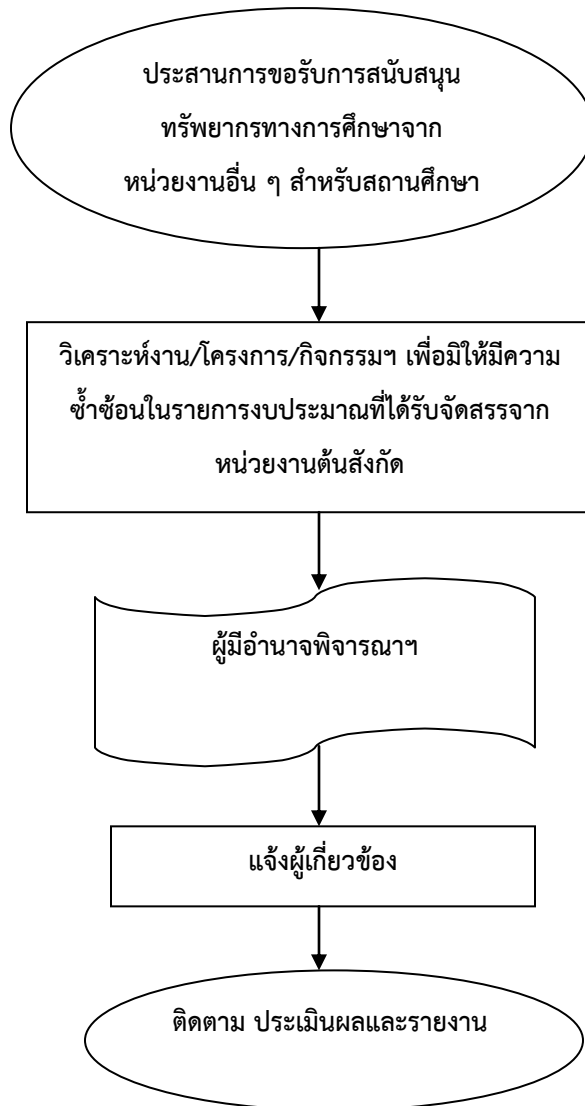 ประสานการขอรับการสนับสนุน
ทรัพยากรทางการศึกษาจาก
หน่วยงานอื่น ๆ สำหรับสถานศึกษา
วิเคราะห์งาน/โครงการ/กิจกรรมฯ เพื่อมิให้มีความ
ซ้ำซ้อนในรายการงบประมาณที่ได้รับจัดสรรจาก
หน่วยงานต้นสังกัด
ผู้มีอำนาจพิจารณาฯ
แจ้งผู้เกี่ยวข้อง
ติดตาม ประเมินผลและรายงาน